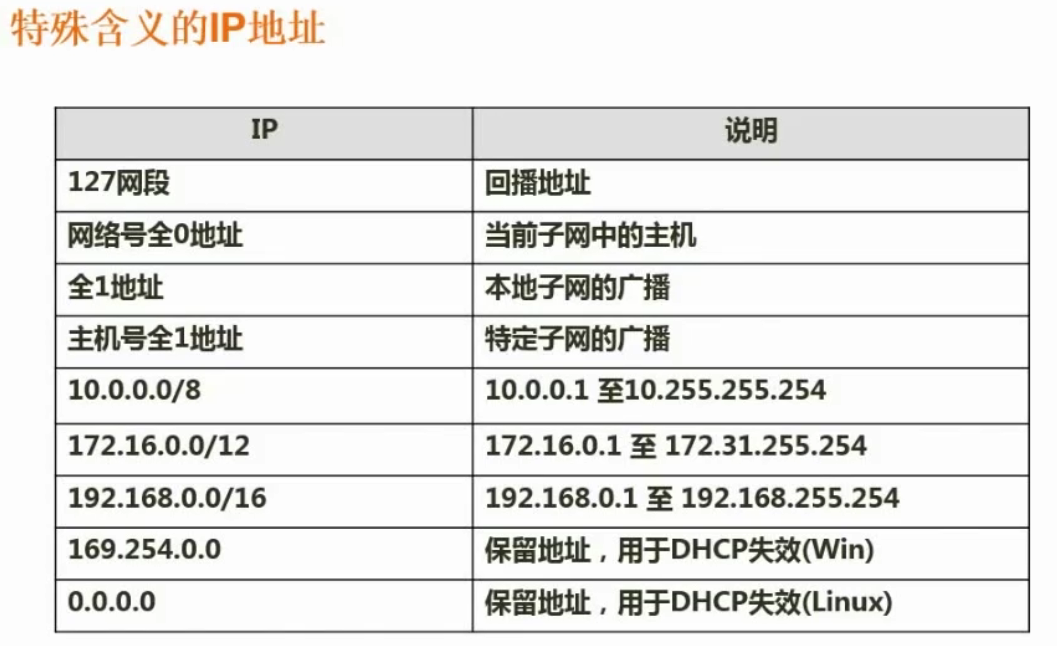 特殊含义的IP地址
IP 说明
127网段 回播地址
网络号全0地址 当前子网中的主机
全1地址 本地子网的广播
主机号全1地址 特定子网的广播
10.0.0.0/8 10.0.0.1 至10.255.255.254
172.16.0.0/12 172.16.0.1 至 172.31.255.254
192.168.0.0/16 192.168.0.1 至 192.168.255.254
169.254.0.0 保留地址，用于DHCP失效(Win)
0.0.0.0 保留地址，用于DHCP失效(Linux)